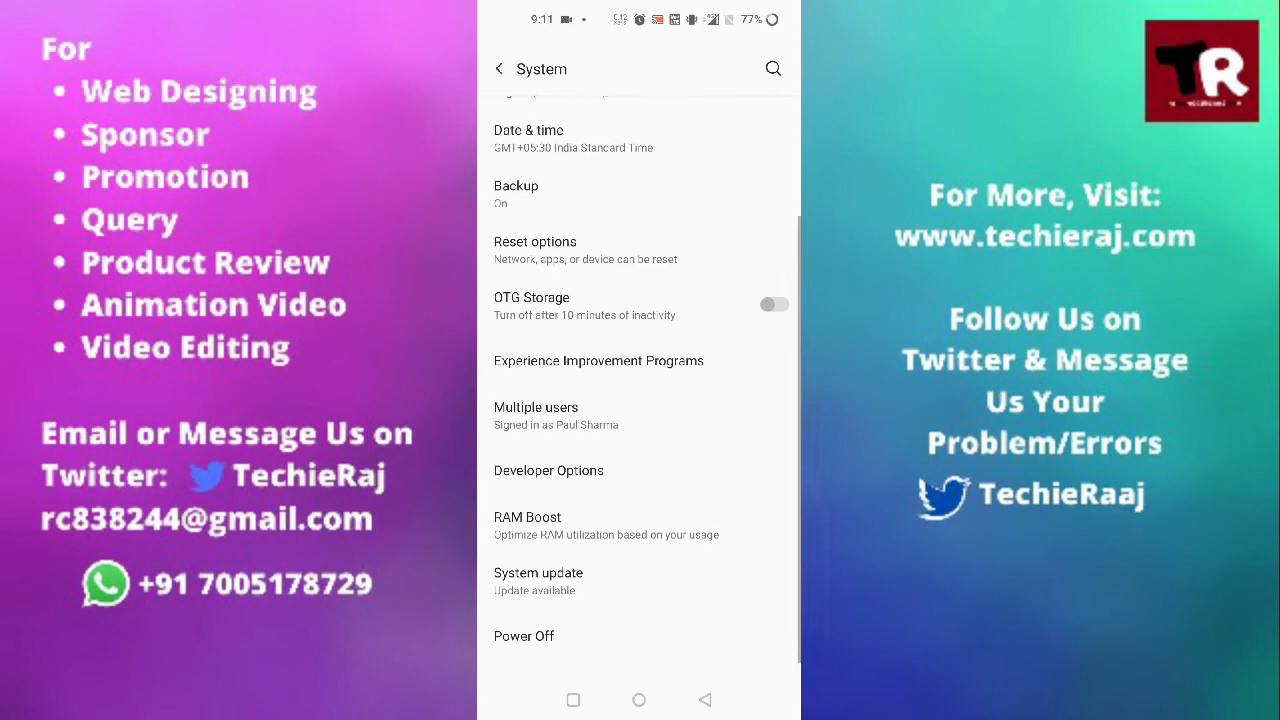 For
• Web Designing
• Sponsor
• Promotion
• Query
• Product Review
• Animation Video
• Video Editing
Email or Message Us on
Twitter: TechieRaj
rc838244@gmail.com
+91 7005178729
9:11
77%
System
Date & time
GMT+05:30 India Standard Time
Backup
On
Reset options
Network, apps, or device can be reset
OTG Storage
Turn off after 10 minutes of inactivity
Experience Improvement Programs
Multiple users
Signed in as Paul Sharma
Developer Options
RAM Boost
Optimize RAM utilization based on your usage
System update
Update available
Power Off
TR
For More, Visit:
www.techieraj.com
Follow Us on
Twitter & Message
Us Your
Problem/Errors
TechieRaaj